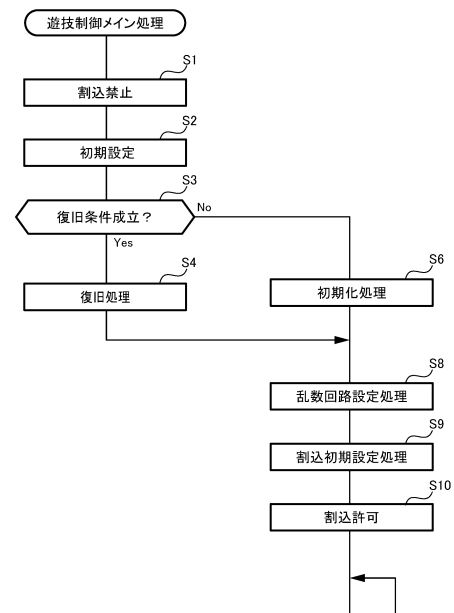 遊技制御メイン処理
S1
割込禁止
S2
初期設定
S3
復旧条件成立？
No
Yes
S4
復旧処理
S6
初期化処理
S8
乱数回路設定処理
S9
割込初期設定処理
S10
割込許可